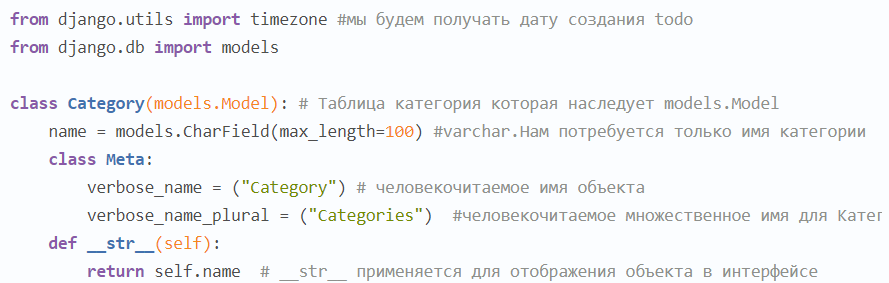 from django.utils import timezone #мы будем получать дату создания todo
from django.db import models
class Category(models.Model): # Таблица категория которая наследует models.Model
name = models.CharField(max_length=100) #varchar.Нам потребуется только имя категории
class Meta:
verbose_name = ("Category") # человекочитаемое имя объекта
verbose_name_plural = ("Categories") #человекочитаемое множественное имя для
def __str__(self):
return self.name # __str__ применяется для отображения объекта в интерфейсе